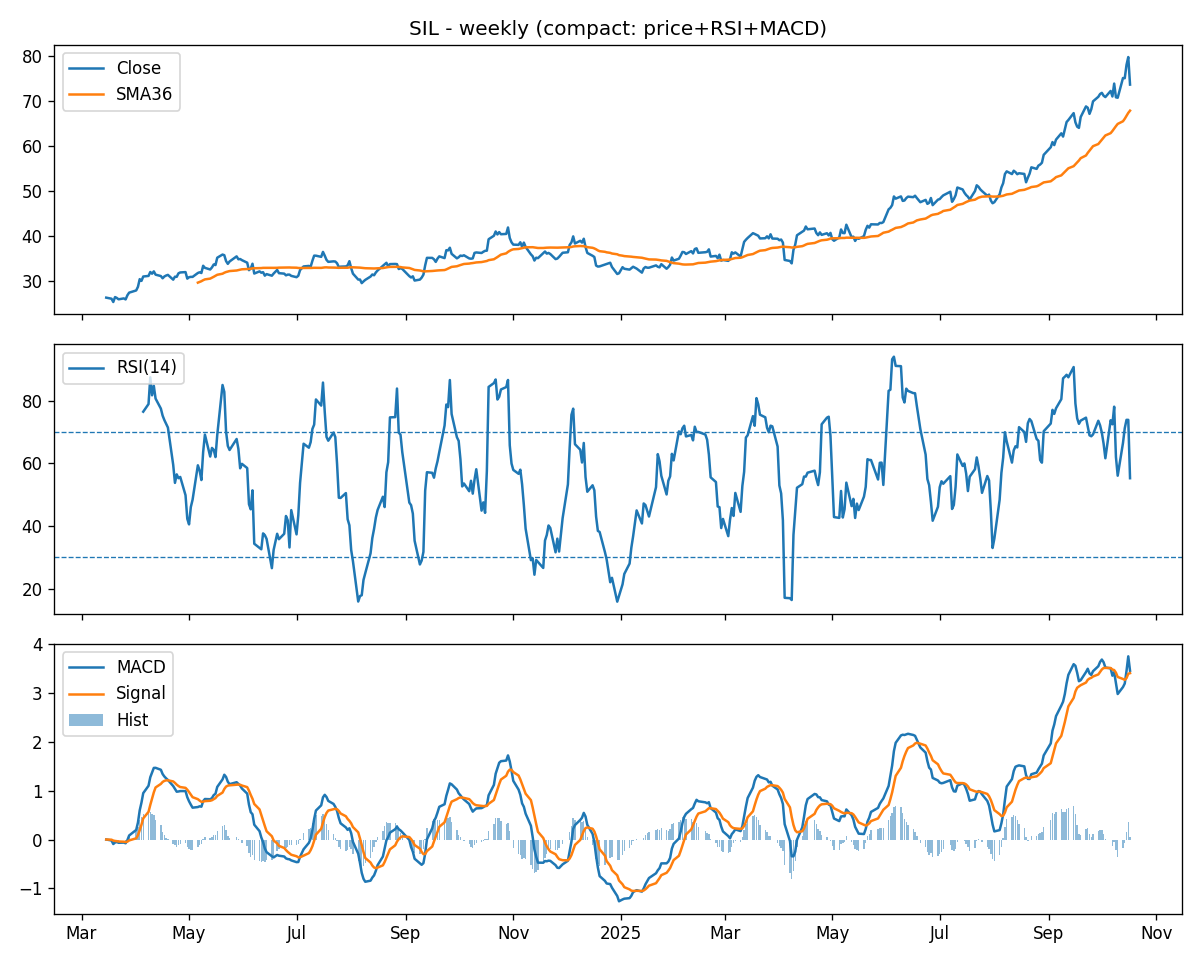 SIL - weekly (compact: price+RSI+MACD)
80
70
60
50
40
30
Close
SMA36
Mar
May
Jul
Sep
Nov
2025
Mar
May
Jul
Sep
Nov
80
60
40
20
RSI(14)
4
3
2
1
0
−1
MACD
Signal
Hist